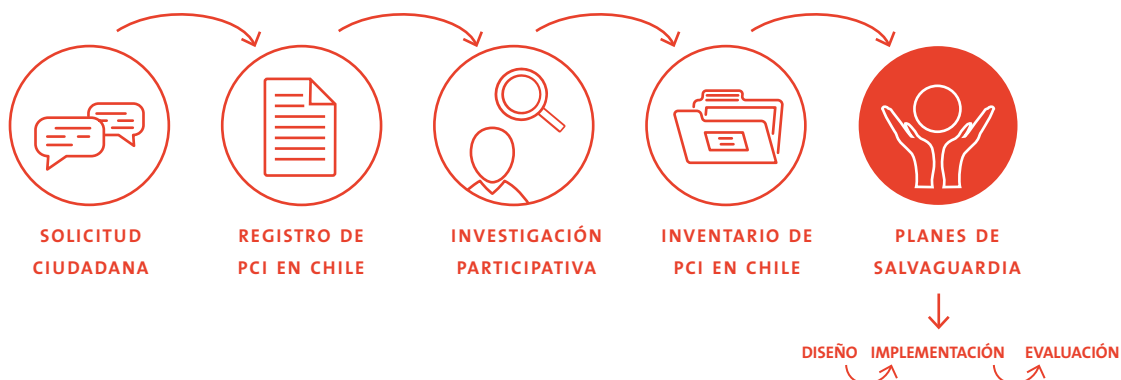 SOLICITUD
CIUDADANA
REGISTRO DE
PCI EN CHILE
INVESTIGACIÓN
PARTICIPATIVA
INVENTARIO DE
PCI EN CHILE
PLANES DE
SALVAGUARDIA
DISEÑO IMPLEMENTACIÓN EVALUACIÓN